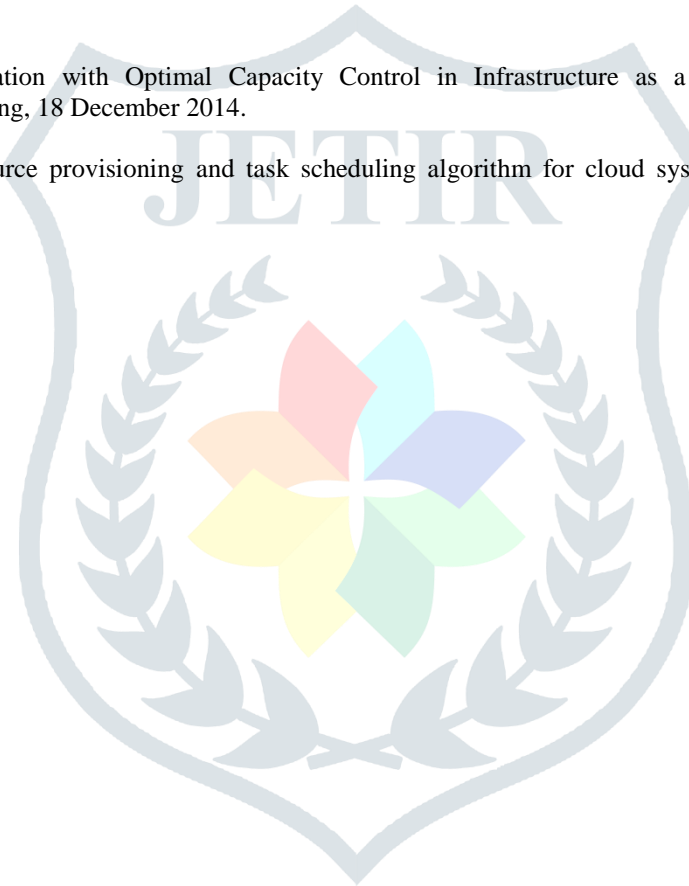 ation with Optimal Capacity Control in Infrastructure as a
ng, 18 December 2014.
JETIR
urce provisioning and task scheduling algorithm for cloud sys